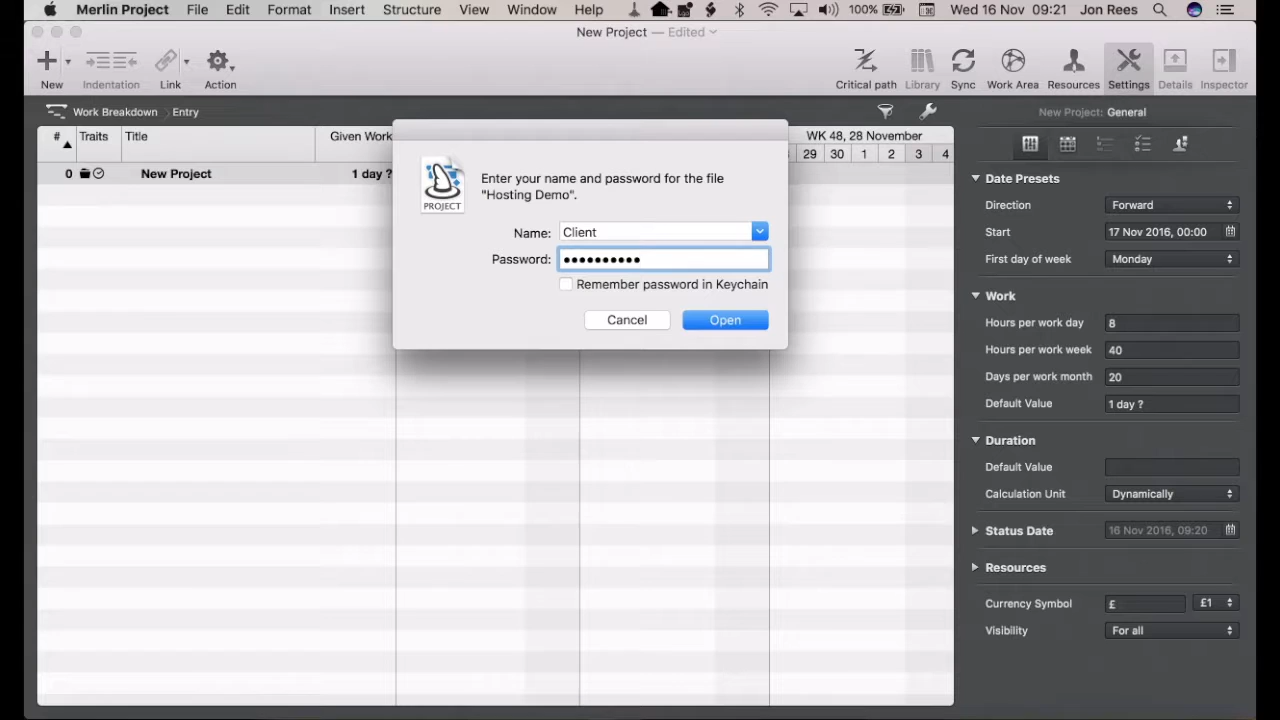 Merlin Project File Edit Format Insert Structure View Window Help 100% Wed 16 Nov 09:21 Jon Rees
New Project — Edited
New Indentation Link Action Critical path Library Sync Work Area Resources Settings Details Inspector
Work Breakdown Entry New Project: General
# Traits Title Given Work WK 48, 28 November
29 30 1 2 3 4
0 New Project 1 day ?
Enter your name and password for the file
"Hosting Demo".
PROJECT
Name: Client
Password: ••••••••••
Remember password in Keychain
Cancel Open
Date Presets
Direction Forward
Start 17 Nov 2016, 00:00
First day of week Monday
Work
Hours per work day 8
Hours per work week 40
Days per work month 20
Default Value 1 day ?
Duration
Default Value
Calculation Unit Dynamically
Status Date 16 Nov 2016, 09:20
Resources
Currency Symbol £ £1
Visibility For all